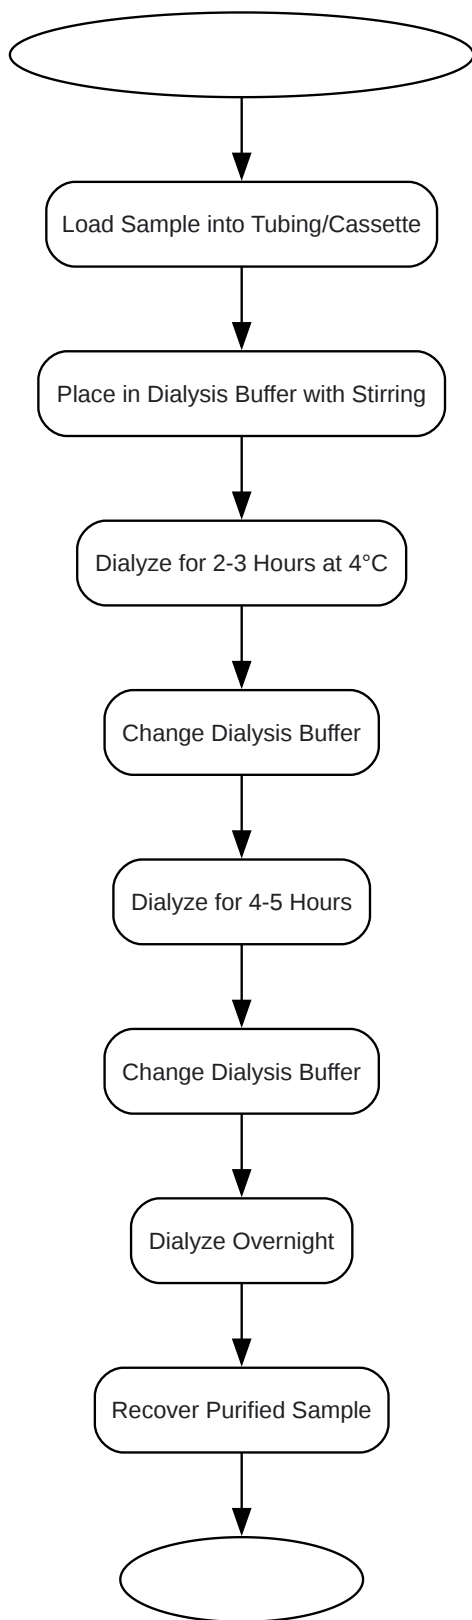 Load Sample into Tubing/Cassette
Place in Dialysis Buffer with Stirring
Dialyze for 2-3 Hours at 4°C
Change Dialysis Buffer
Dialyze for 4-5 Hours
Change Dialysis Buffer
Dialyze Overnight
Recover Purified Sample